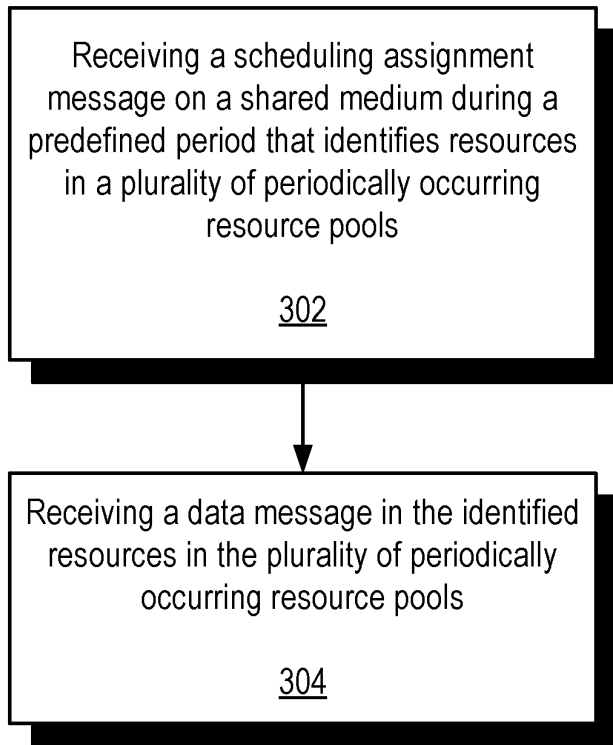 Receiving a scheduling assignment
message on a shared medium during a
predefined period that identifies resources
in a plurality of periodically occurring
resource pools
302
Receiving a data message in the identified
resources in the plurality of periodically
occurring resource pools
304